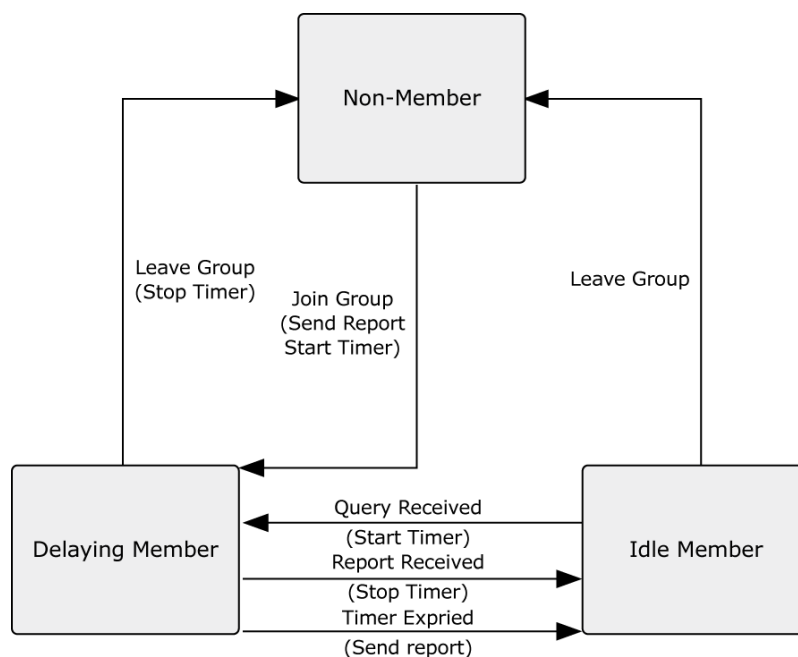 Non-Member
Leave Group
(Stop Timer)
Join Group
(Send Report
Start Timer)
Leave Group
Delaying Member
Query Received
(Start Timer)
Report Received
(Stop Timer)
Timer Expried
(Send report)
Idle Member